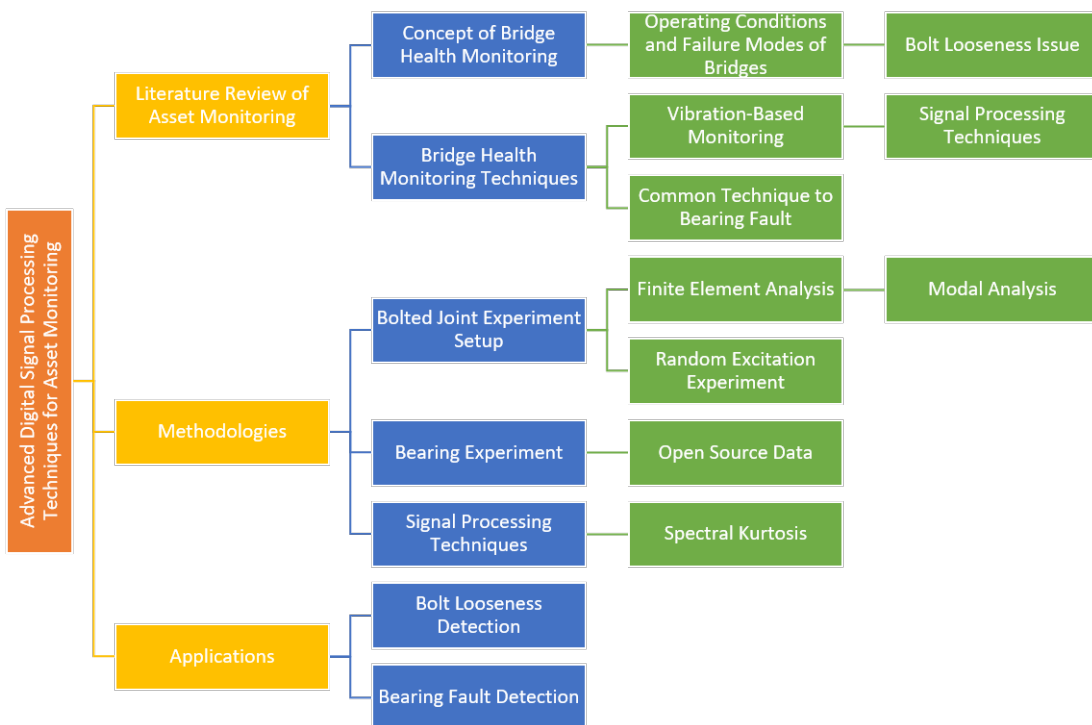 Advanced Digital Signal Processing
Techniques for Asset Monitoring
Literature Review of
Asset Monitoring
Concept of Bridge
Health Monitoring
Operating Conditions
and Failure Modes of
Bridges
Bolt Looseness Issue
Bridge Health
Monitoring Techniques
Vibration-Based
Monitoring
Signal Processing
Techniques
Common Technique to
Bearing Fault
Methodologies
Bolted Joint Experiment
Setup
Finite Element Analysis
Modal Analysis
Random Excitation
Experiment
Bearing Experiment
Open Source Data
Signal Processing
Techniques
Spectral Kurtosis
Applications
Bolt Looseness
Detection
Bearing Fault Detection